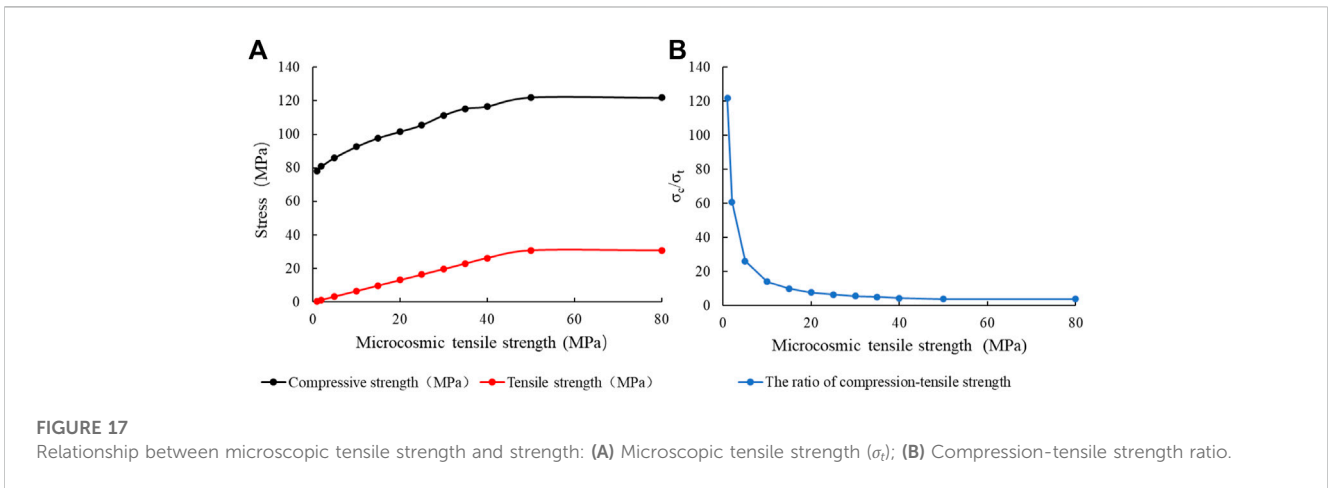 A
140
120
100
80
60
40
20
0
Stress (MPa)
0 20 40 60 80
Microcosmic tensile strength (MPa)
Compressive strength（MPa） Tensile strength（MPa）
B
140
120
100
80
60
40
20
0
σc/σt
0 20 40 60 80
Microcosmic tensile strength (MPa)
The ratio of compression-tensile strength
FIGURE 17
Relationship between microscopic tensile strength and strength: (A) Microscopic tensile strength (σt); (B) Compression-tensile strength ratio.